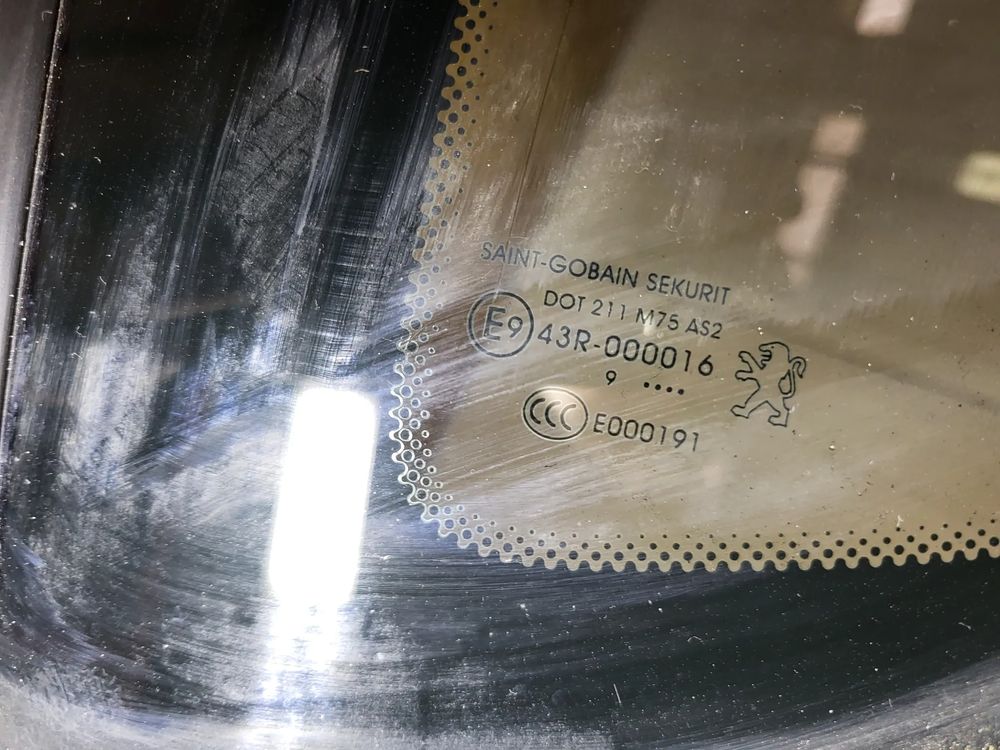 SAINT-GOBAIN SEKURIT
DOT 211 M75 AS2
E9 43R-000016
9 ....
CCC E000191